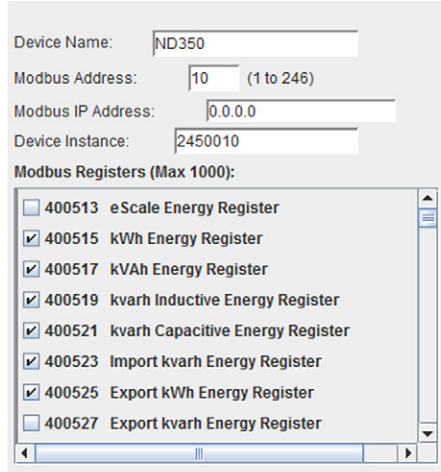 Device Name: ND350
Modbus Address: 10 (1 to 246)
Modbus IP Address: 0.0.0.0
Device Instance: 2450010
Modbus Registers (Max 1000):
400513 eScale Energy Register
400515 kWh Energy Register
400517 kVAh Energy Register
400519 kvarh Inductive Energy Register
400521 kvarh Capacitive Energy Register
400523 Import kvarh Energy Register
400525 Export kWh Energy Register
400527 Export kvarh Energy Register